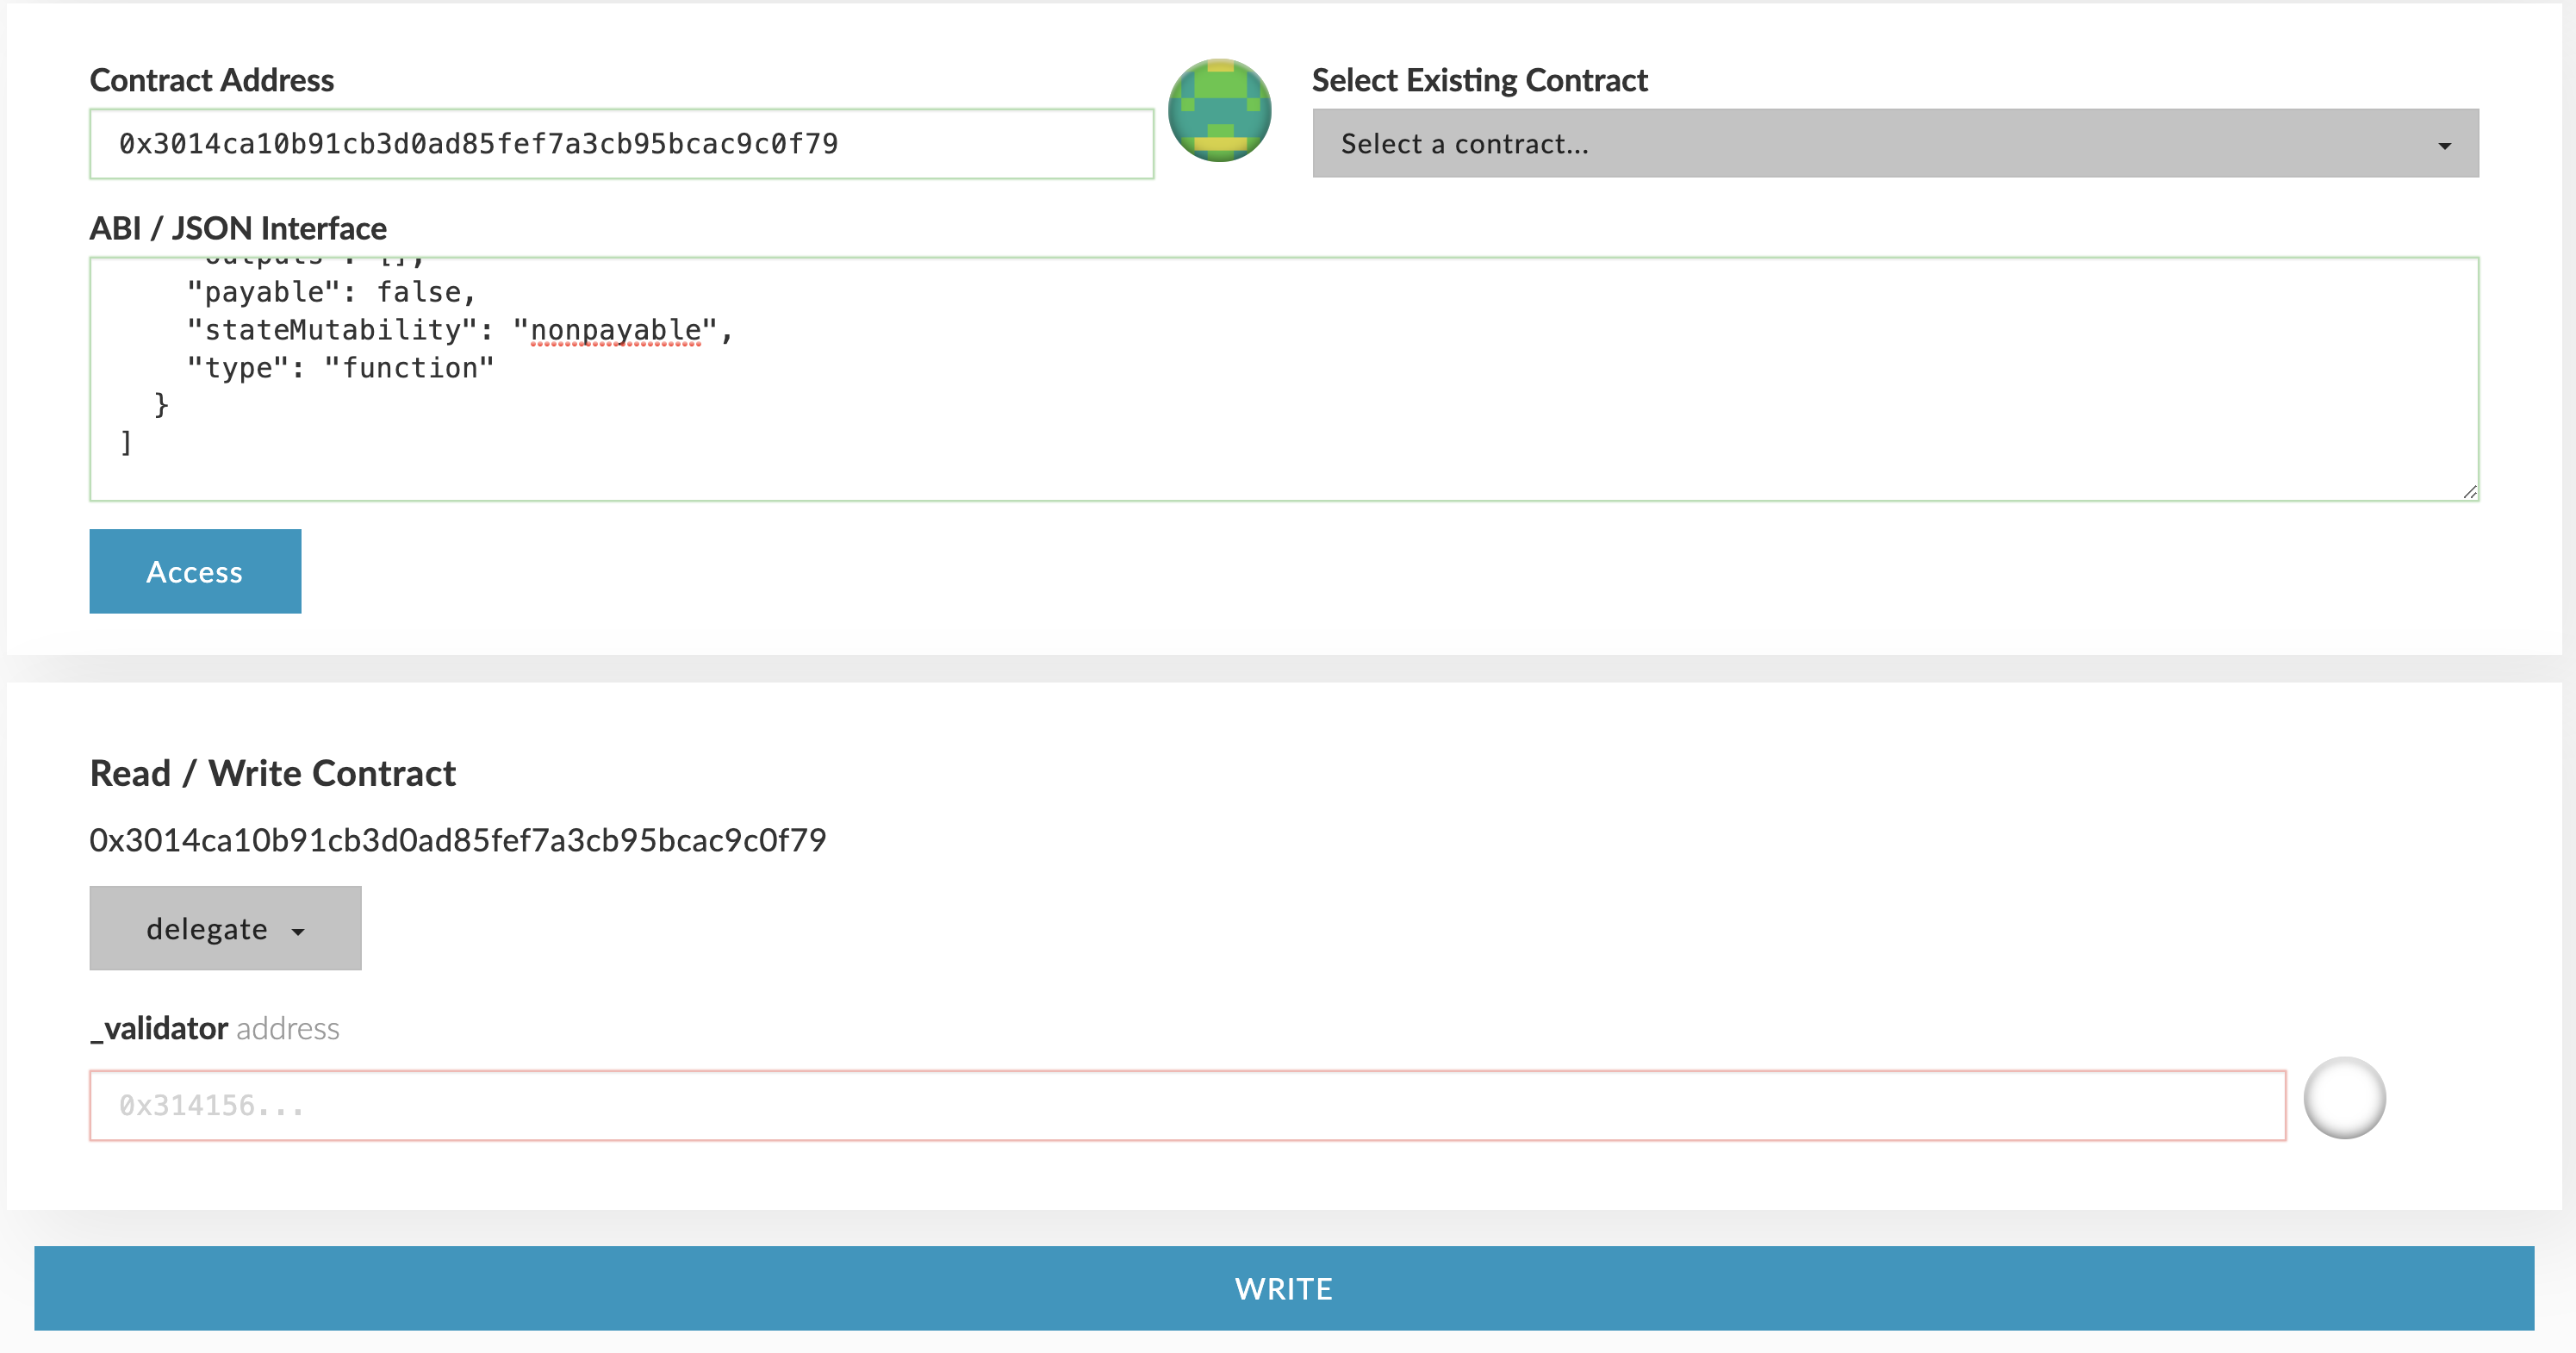 Contract Address
Select Existing Contract
0x3014ca10b91cb3d0ad85fef7a3cb95bcac9c0f79
Select a contract...
ABI / JSON Interface
"outputs": [],
"payable": false,
"stateMutability": "nonpayable",
"type": "function"
}
]
Access
Read / Write Contract
0x3014ca10b91cb3d0ad85fef7a3cb95bcac9c0f79
delegate
_validator address
0x314156...
WRITE